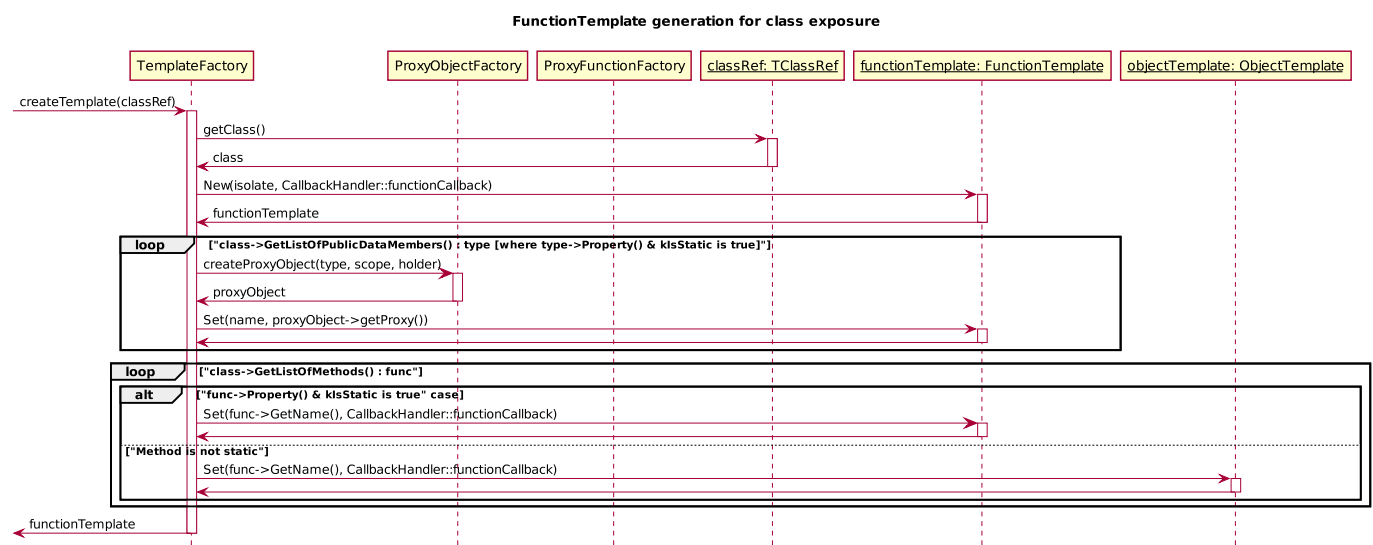 FunctionTemplate generation for class exposure
TemplateFactory
ProxyObjectFactory
ProxyFunctionFactory
classRef: TClassRef
functionTemplate: FunctionTemplate
objectTemplate: ObjectTemplate
createTemplate(classRef)
getClass()
class
New(isolate, CallbackHandler::functionCallback)
functionTemplate
loop
["class->GetListOfPublicDataMembers() : type [where type->Property() & kIsStatic is true]"]
createProxyObject(type, scope, holder)
proxyObject
Set(name, proxyObject->getProxy())
loop
["class->GetListOfMethods() : func"]
alt
["func->Property() & kIsStatic is true" case]
Set(func->GetName(), CallbackHandler::functionCallback)
["Method is not static"]
Set(func->GetName(), CallbackHandler::functionCallback)
functionTemplate